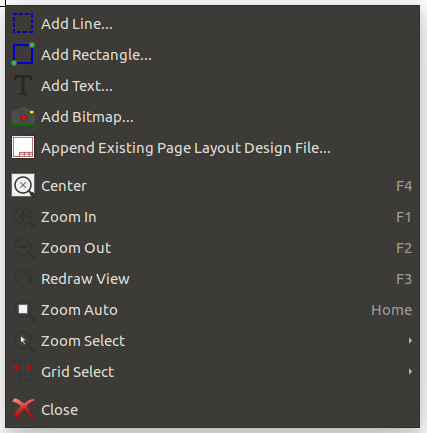 Add Line...
Add Rectangle...
Add Text...
Add Bitmap...
Append Existing Page Layout Design File...
Center F4
Zoom In F1
Zoom Out F2
Redraw View F3
Zoom Auto Home
Zoom Select
Grid Select
Close